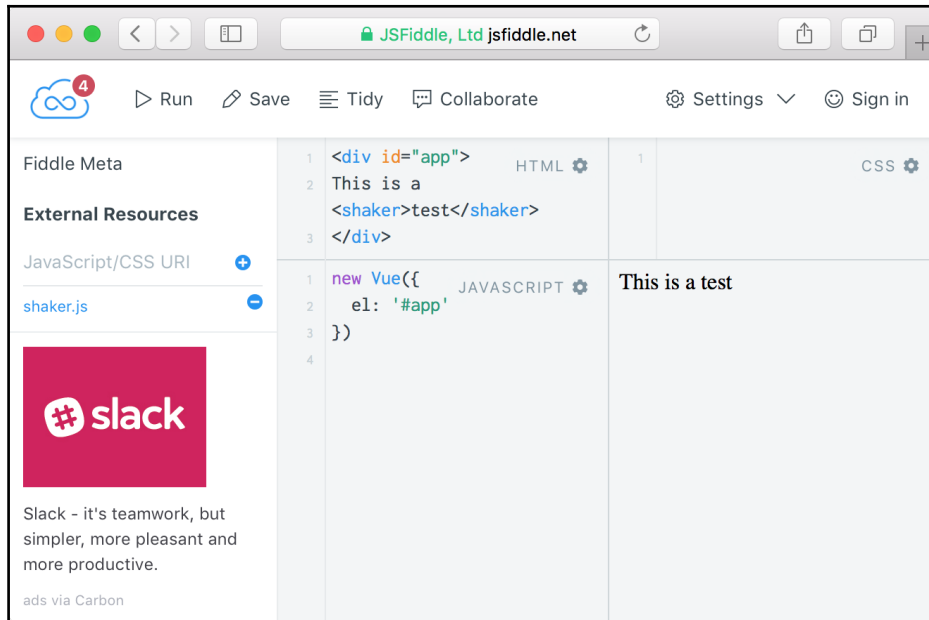 JSFiddle, Ltd jsfiddle.net
4
Run Save Tidy Collaborate Settings Sign in
Fiddle Meta
External Resources
JavaScript/CSS URI
shaker.js
slack
Slack - it's teamwork, but
simpler, more pleasant and
more productive.
ads via Carbon
HTML
1 <div id="app">
2 This is a
<shaker>test</shaker>
3 </div>
CSS
1
JAVASCRIPT
1 new Vue({
2 el: '#app'
3 })
4
This is a test